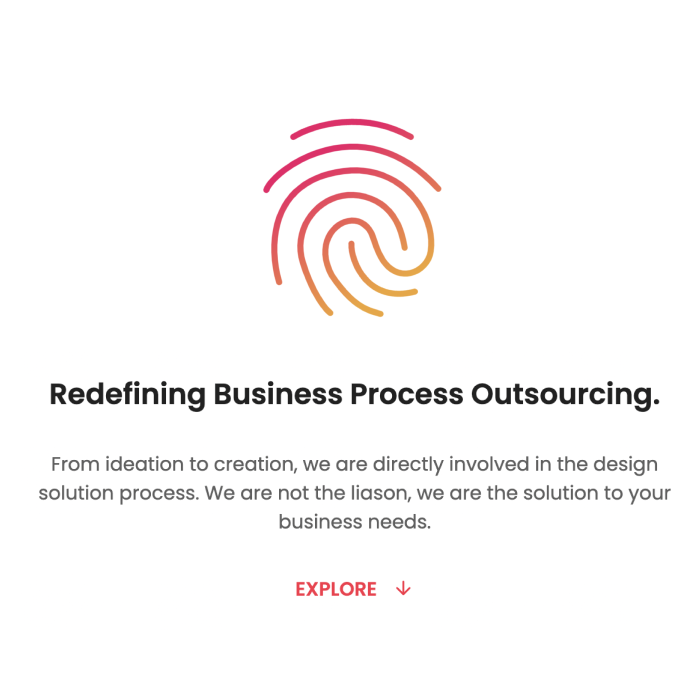 Redefining Business Process Outsourcing.
From ideation to creation, we are directly involved in the design
solution process. We are not the liason, we are the solution to your
business needs.
EXPLORE ↓